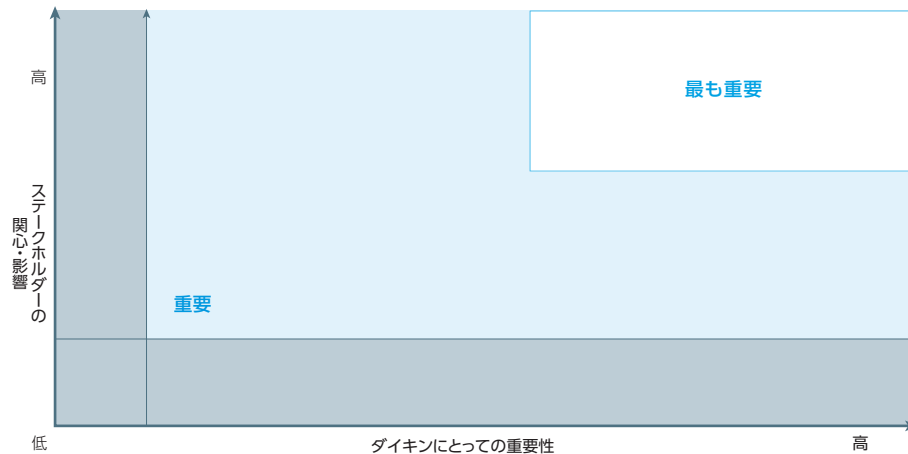 高
最も重要
ステークホルダーの
関心・影響
重要
低
ダイキンにとっての重要性
高